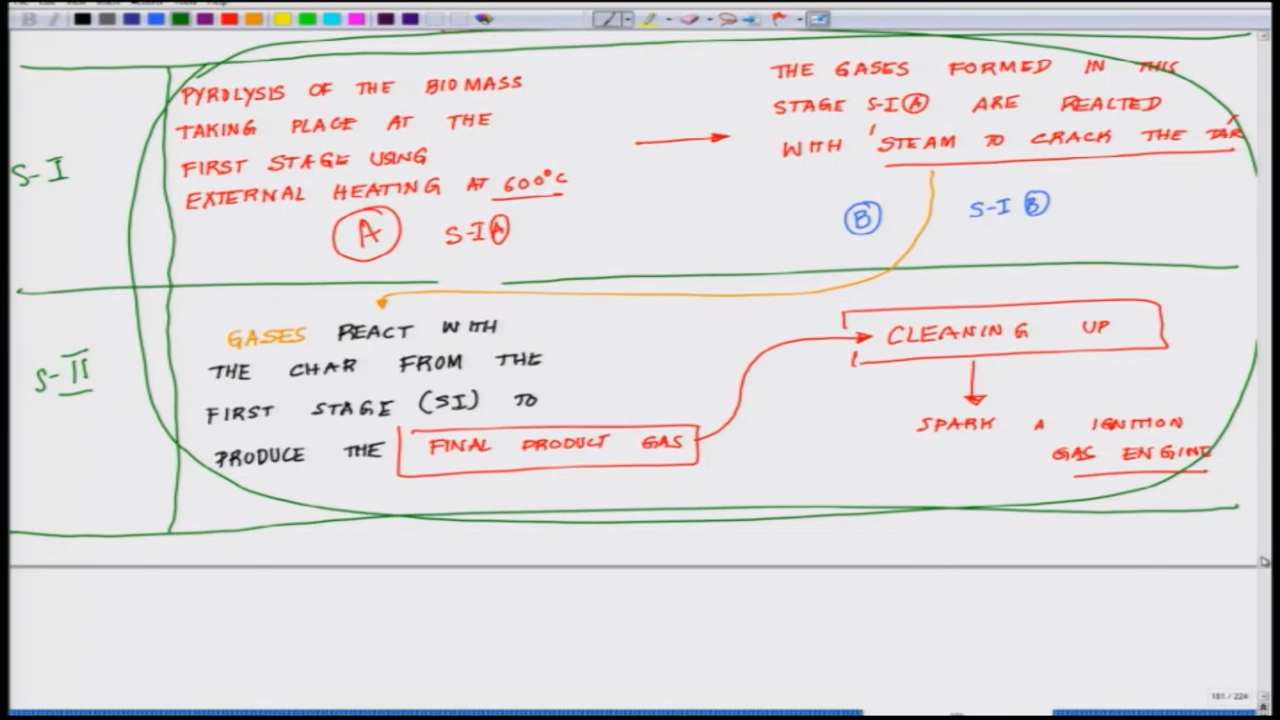 S-I
PYROLYSIS OF THE BIOMASS
TAKING PLACE AT THE
FIRST STAGE USING
EXTERNAL HEATING AT 600°C
A S-I A
THE GASES FORMED IN THIS
STAGE S-I A ARE REACTED
WITH 'STEAM TO CRACK THE TAR'
B S-I B
S-II
GASES REACT WITH
THE CHAR FROM THE
FIRST STAGE (SI) TO
PRODUCE THE FINAL PRODUCT GAS
CLEANING UP
SPARK A IGNITION
GAS ENGINE
181 / 224